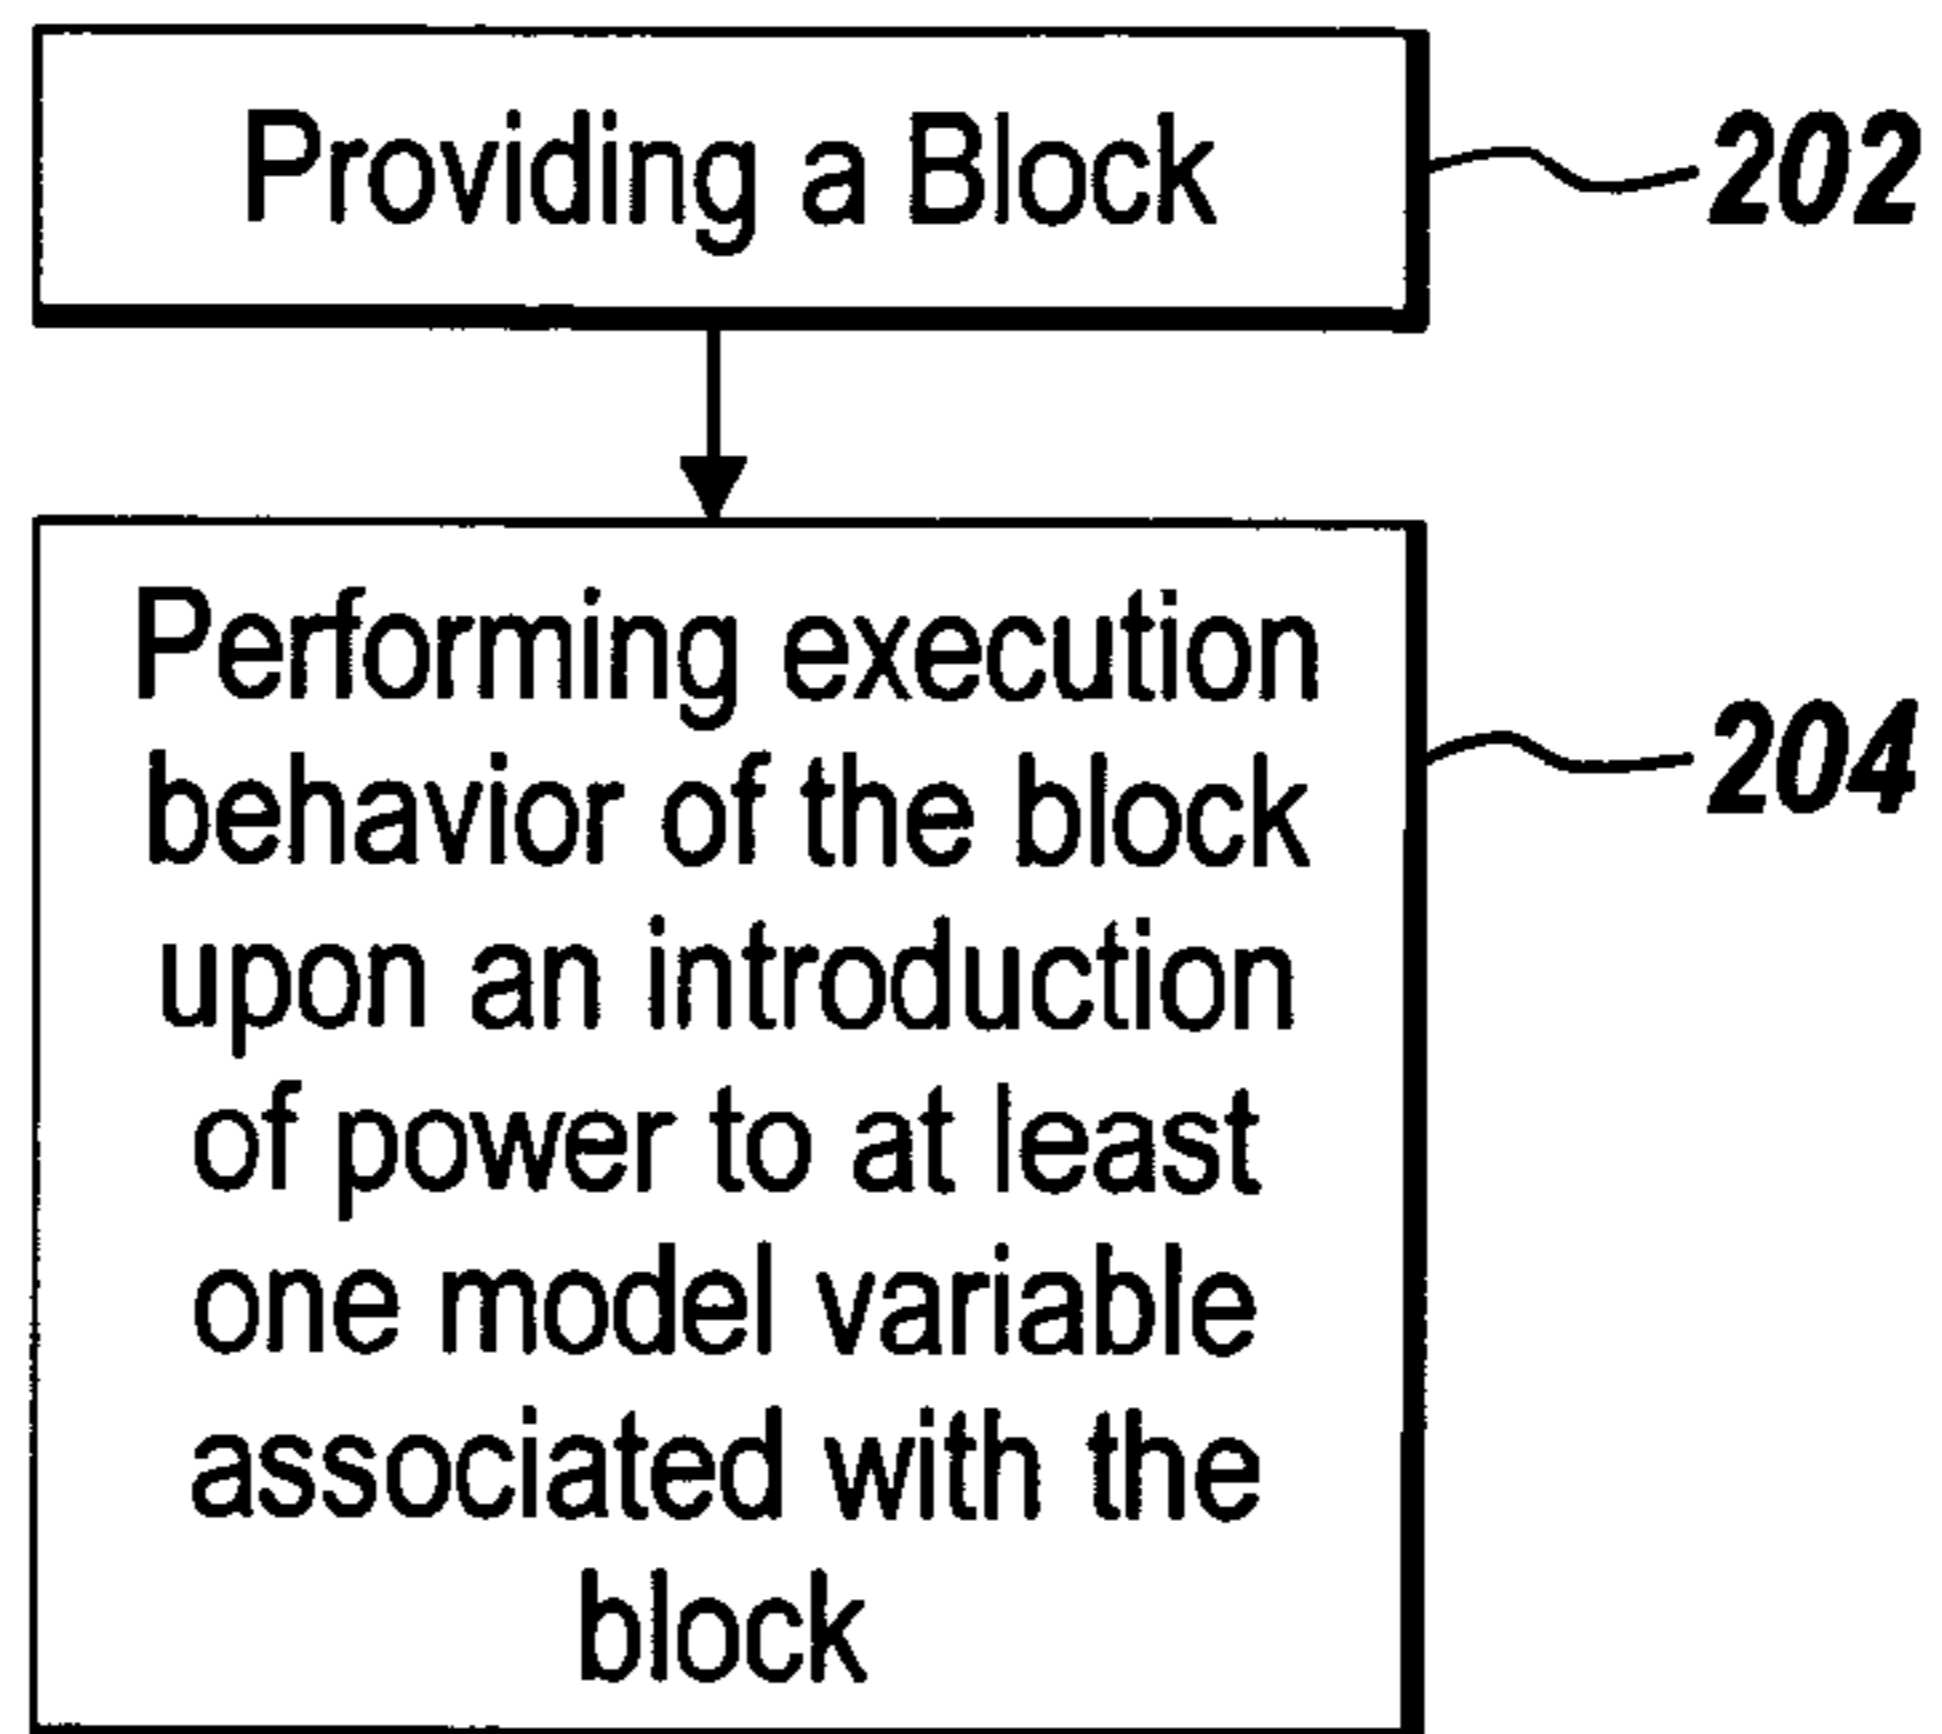 Providing a Block
202
Performing execution
behavior of the block
upon an introduction
of power to at least
one model variable
associated with the
block
204